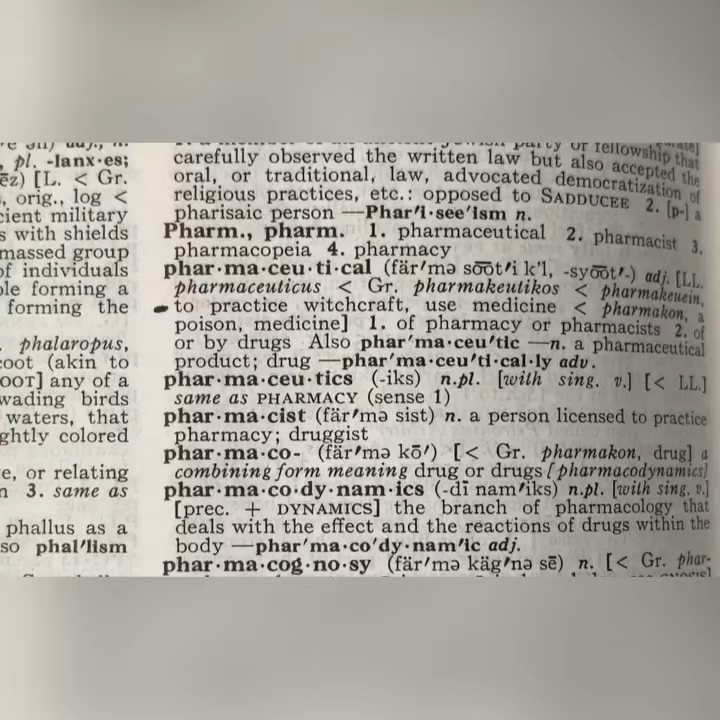 , pl. -lanx·es;
ēz) [L. < Gr.
, orig., log <
cient military
s with shields
massed group
of individuals
ble forming a
forming the
. phalaropus,
coot (akin to
OOT] any of a
wading birds
waters, that
ghtly colored
e, or relating
n 3. same as
phallus as a
so phal′lism
party or fellowship that
carefully observed the written law but also accepted the
oral, or traditional, law, advocated democratization of
religious practices, etc.: opposed to SADDUCEE 2. [p-] a
pharisaic person —Phar′i·see′ism n.
Pharm., pharm. 1. pharmaceutical 2. pharmacist 3.
pharmacopeia 4. pharmacy
phar·ma·ceu·ti·cal (fär′mə so͞ot′i k'l, -syo͞ot′-) adj. [LL.
pharmaceuticus < Gr. pharmakeutikos < pharmakeuein,
to practice witchcraft, use medicine < pharmakon, a
poison, medicine] 1. of pharmacy or pharmacists 2. of
or by drugs Also phar′ma·ceu′tic —n. a pharmaceutical
product; drug —phar′ma·ceu′ti·cal·ly adv.
phar·ma·ceu·tics (-iks) n.pl. [with sing. v.] [< LL.]
same as PHARMACY (sense 1)
phar·ma·cist (fär′mə sist) n. a person licensed to practice
pharmacy; druggist
phar·ma·co- (fär′mə kō′) [< Gr. pharmakon, drug] a
combining form meaning drug or drugs [pharmacodynamics]
phar·ma·co·dy·nam·ics (-dī nam′iks) n.pl. [with sing. v.]
[prec. + DYNAMICS] the branch of pharmacology that
deals with the effect and the reactions of drugs within the
body —phar′ma·co′dy·nam′ic adj.
phar·ma·cog·no·sy (fär′mə käg′nə sē) n. [< Gr. phar-